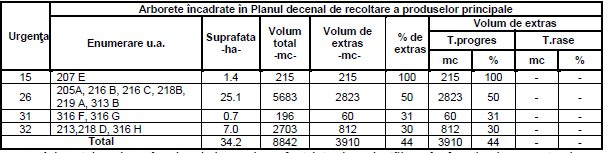 Arborete încadrate în Planul decenal de recoltare a produselor principale
Urgenţa
Enumerare u.a.
Suprafata -ha-
Volum total -mc-
Volum de extras -mc-
% de extras
Volum de extras
T.progres
T.rase
mc % mc %
15 207 E 1.4 215 215 100 215 100 - -
26 205A, 216 B, 216 C, 218B, 219 A, 313 B 25.1 5683 2823 50 2823 50 - -
31 316 F, 316 G 0.7 196 60 31 60 31 - -
32 213,218 D, 316 H 7.0 2703 812 30 812 30 - -
Total 34.2 8842 3910 44 3910 44 - -